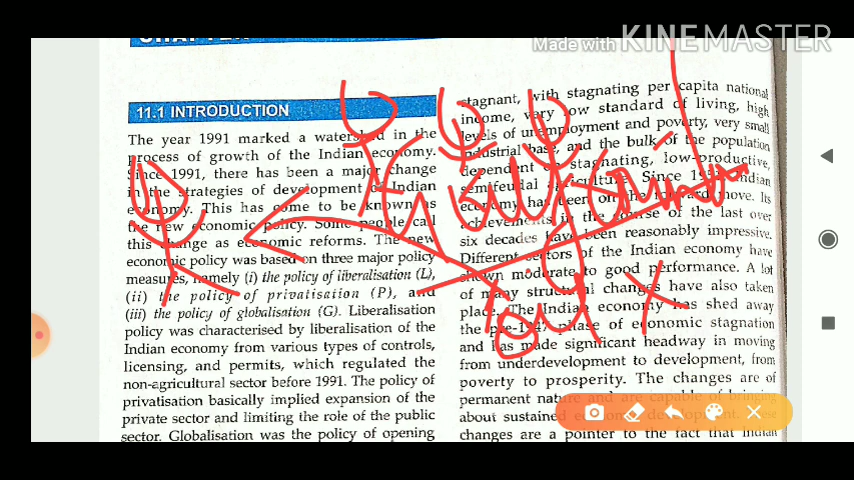 Made with KINEMASTER
11.1 INTRODUCTION
The year 1991 marked a watershed in the
process of growth of the Indian economy.
Since 1991, there has been a major change
in the strategies of development of Indian
economy. This has come to be known as
the new economic policy. Some people call
this change as economic reforms. The new
economic policy was based on three major policy
measures, namely (i) the policy of liberalisation (L),
(ii) the policy of privatisation (P), and
(iii) the policy of globalisation (G). Liberalisation
policy was characterised by liberalisation of the
Indian economy from various types of controls,
licensing, and permits, which regulated the
non-agricultural sector before 1991. The policy of
privatisation basically implied expansion of the
private sector and limiting the role of the public
sector. Globalisation was the policy of opening
stagnant, with stagnating per capita national
income, very low standard of living, high
levels of unemployment and poverty, very small
industrial base, and the bulk of the population
dependent on stagnating, low-productive,
semifeudal agriculture. Since 1951, Indian
economy has been on the forward move. Its
achievements in the course of the last over
six decades have been reasonably impressive.
Different sectors of the Indian economy have
shown moderate to good performance. A lot
of many structural changes have also taken
place. The Indian economy has shed away
the pre-1947 phase of economic stagnation
and has made significant headway in moving
from underdevelopment to development, from
poverty to prosperity. The changes are of
permanent nature and are capable of bringing
about sustained
changes are a pointer to the fact that Indian